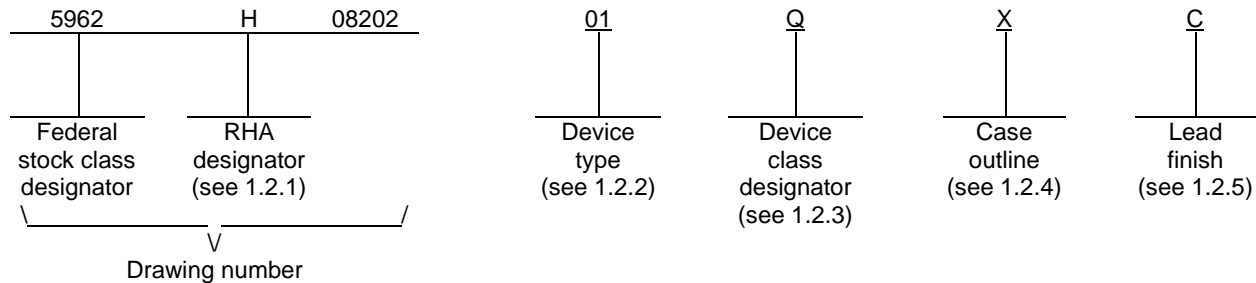 5962 H 08202 01 Q X C
Federal stock class designator
RHA designator (see 1.2.1)
Device type (see 1.2.2)
Device class designator (see 1.2.3)
Case outline (see 1.2.4)
Lead finish (see 1.2.5)
Drawing number